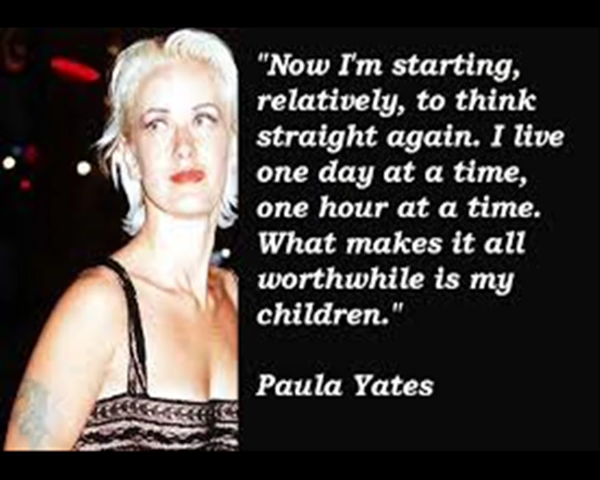 "Now I'm starting,
relatively, to think
straight again. I live
one day at a time,
one hour at a time.
What makes it all
worthwhile is my
children."
Paula Yates